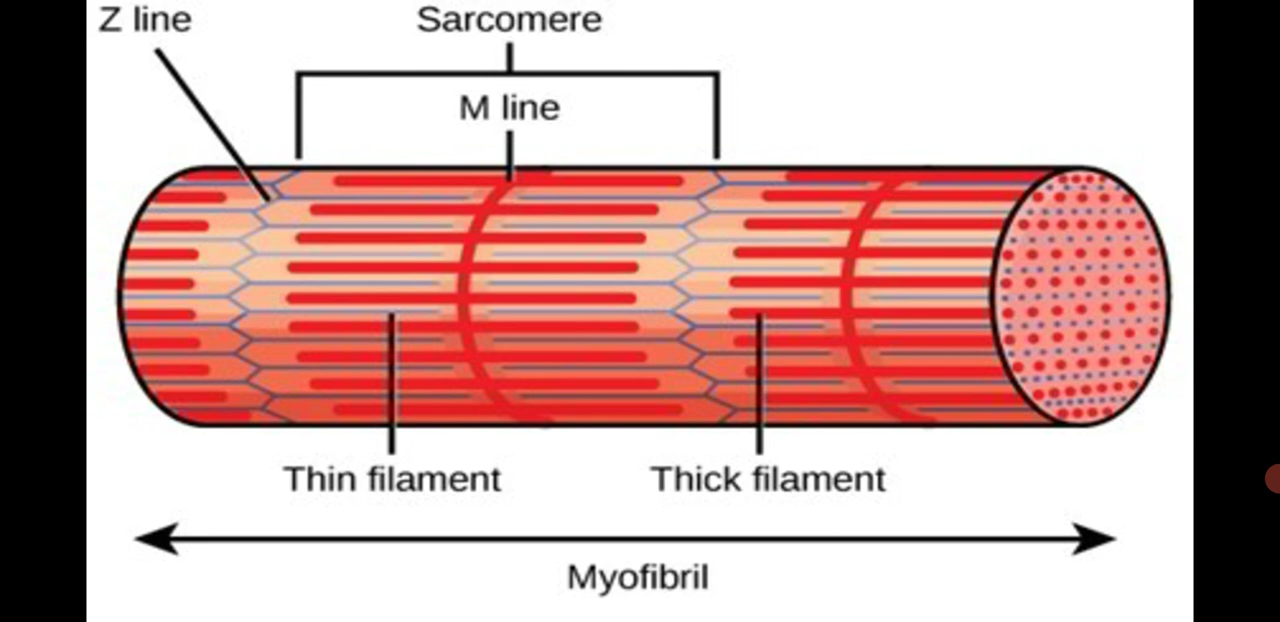 Z line
Sarcomere
M line
Thin filament
Thick filament
Myofibril